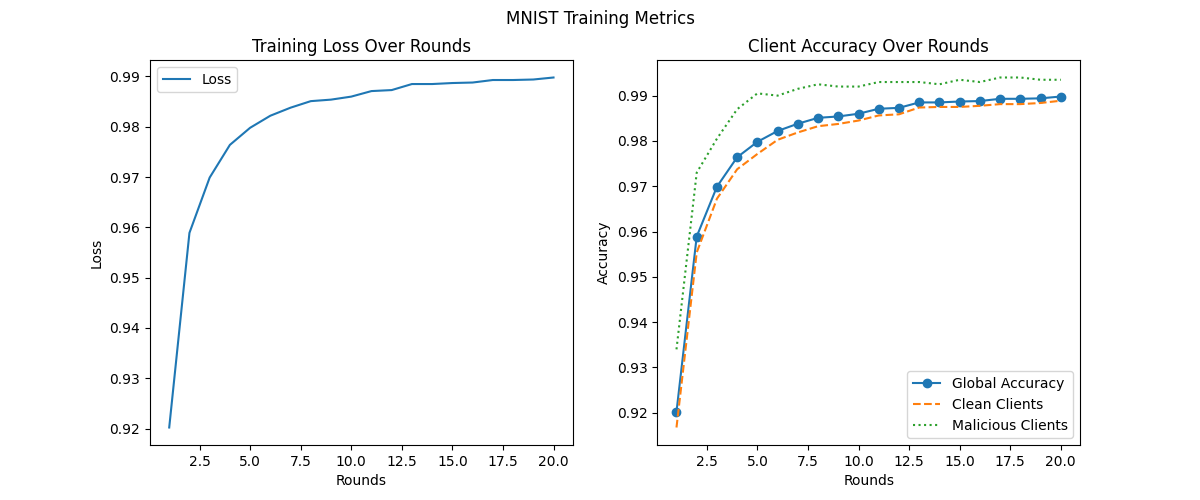 MNIST Training Metrics
Training Loss Over Rounds
Loss
0.99
0.98
0.97
0.96
0.95
0.94
0.93
0.92
Loss
2.5 5.0 7.5 10.0 12.5 15.0 17.5 20.0
Rounds
Client Accuracy Over Rounds
0.99
0.98
0.97
0.96
0.95
0.94
0.93
0.92
Accuracy
Global Accuracy
Clean Clients
Malicious Clients
2.5 5.0 7.5 10.0 12.5 15.0 17.5 20.0
Rounds